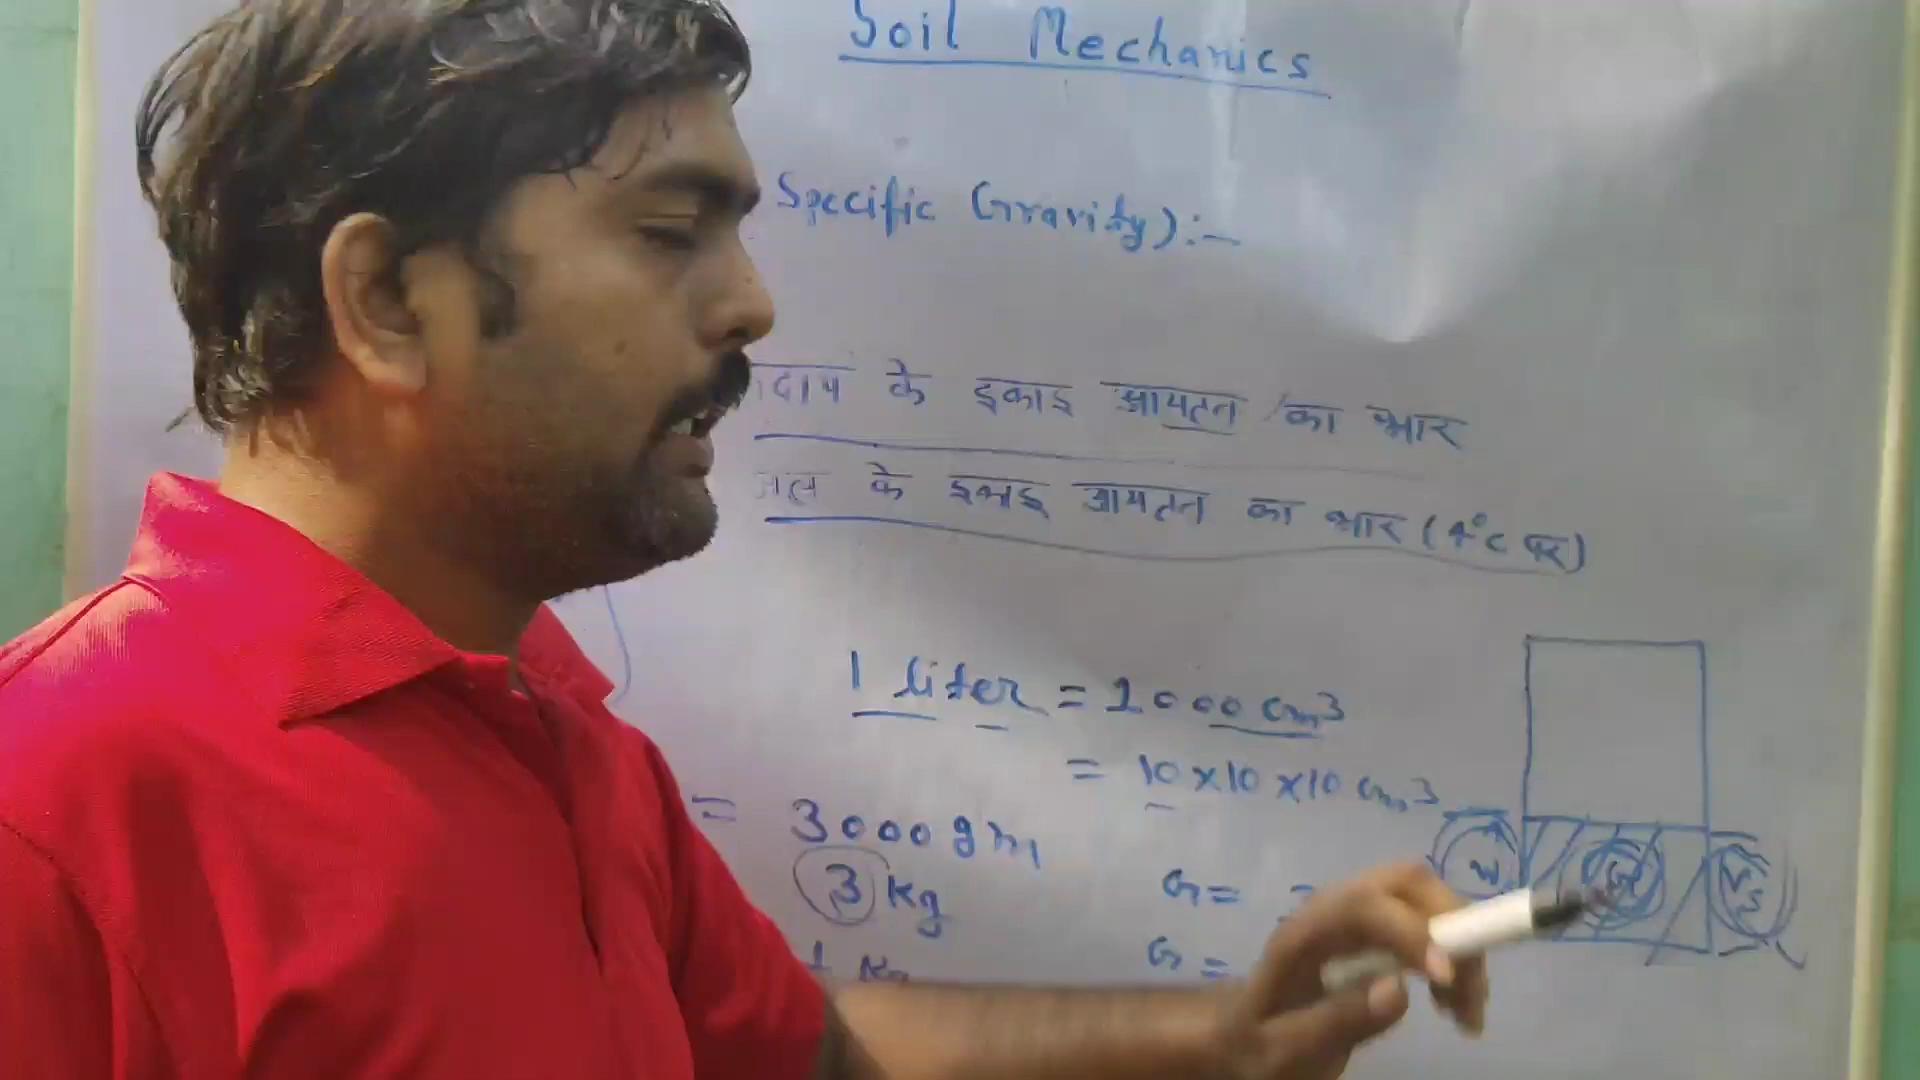 Soil Mechanics
Specific Gravity):-
के इकाइ आयतन का भार
जल के इकाइ आयतन का भार (4°C पर)
1 liter = 1000 cm³
= 10 x 10 x 10 cm³
= 3000 gm
3 Kg
G =
G =